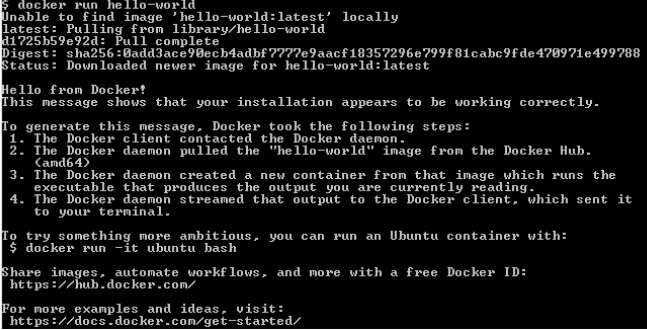 $ docker run hello-world
Unable to find image 'hello-world:latest' locally
latest: Pulling from library/hello-world
d1725b59e92d: Pull complete
Digest: sha256:0add3ace90ecb4adbf7777e9aacf18357296e799f81cabc9fde470971e499788
Status: Downloaded newer image for hello-world:latest

Hello from Docker!
This message shows that your installation appears to be working correctly.

To generate this message, Docker took the following steps:
 1. The Docker client contacted the Docker daemon.
 2. The Docker daemon pulled the "hello-world" image from the Docker Hub.
    (amd64)
 3. The Docker daemon created a new container from that image which runs the
    executable that produces the output you are currently reading.
 4. The Docker daemon streamed that output to the Docker client, which sent it
    to your terminal.

To try something more ambitious, you can run an Ubuntu container with:
 $ docker run -it ubuntu bash

Share images, automate workflows, and more with a free Docker ID:
 https://hub.docker.com/

For more examples and ideas, visit:
 https://docs.docker.com/get-started/